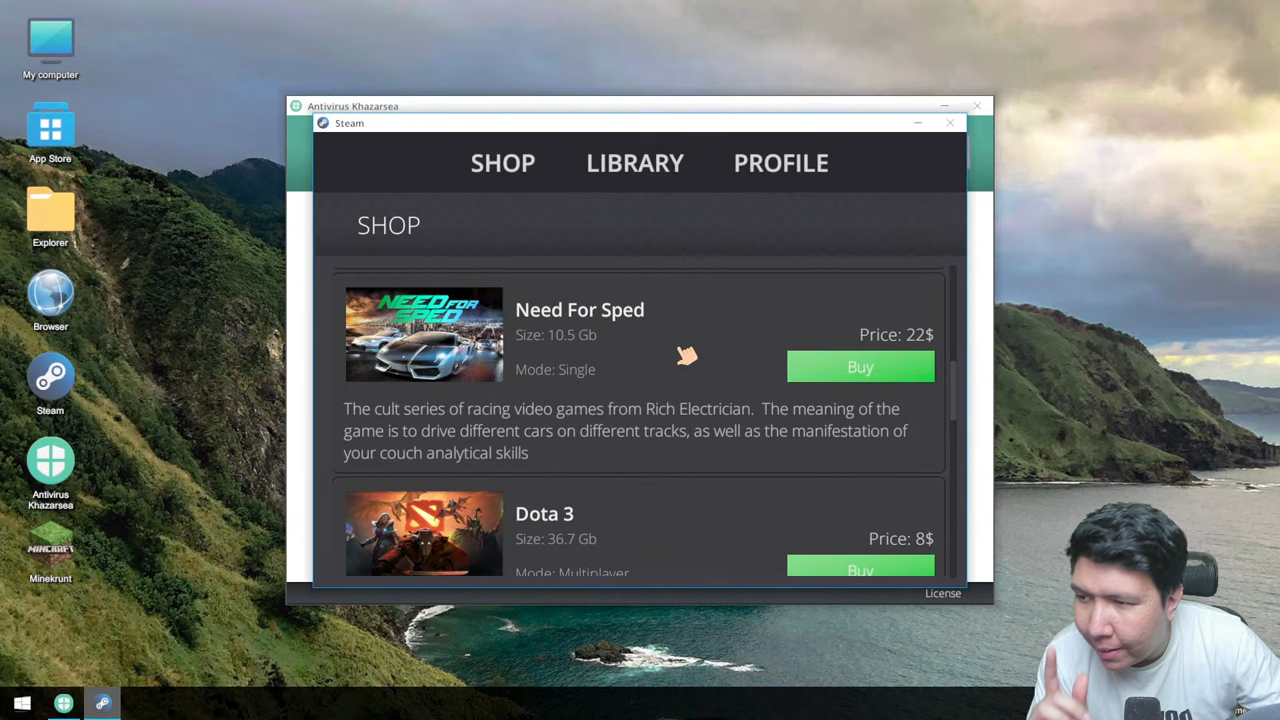 My computer
App Store
Explorer
Browser
Steam
Antivirus
Khazarsea
MINCRAFT
Minekrunt
Antivirus Khazarsea
Steam
SHOP LIBRARY PROFILE
SHOP
NEED FOR
SPED
Need For Sped
Size: 10.5 Gb
Mode: Single
Price: 22$
Buy
The cult series of racing video games from Rich Electrician. The meaning of the
game is to drive different cars on different tracks, as well as the manifestation of
your couch analytical skills
Dota 3
Size: 36.7 Gb
Mode: Multiplayer
Price: 8$
Buy
License